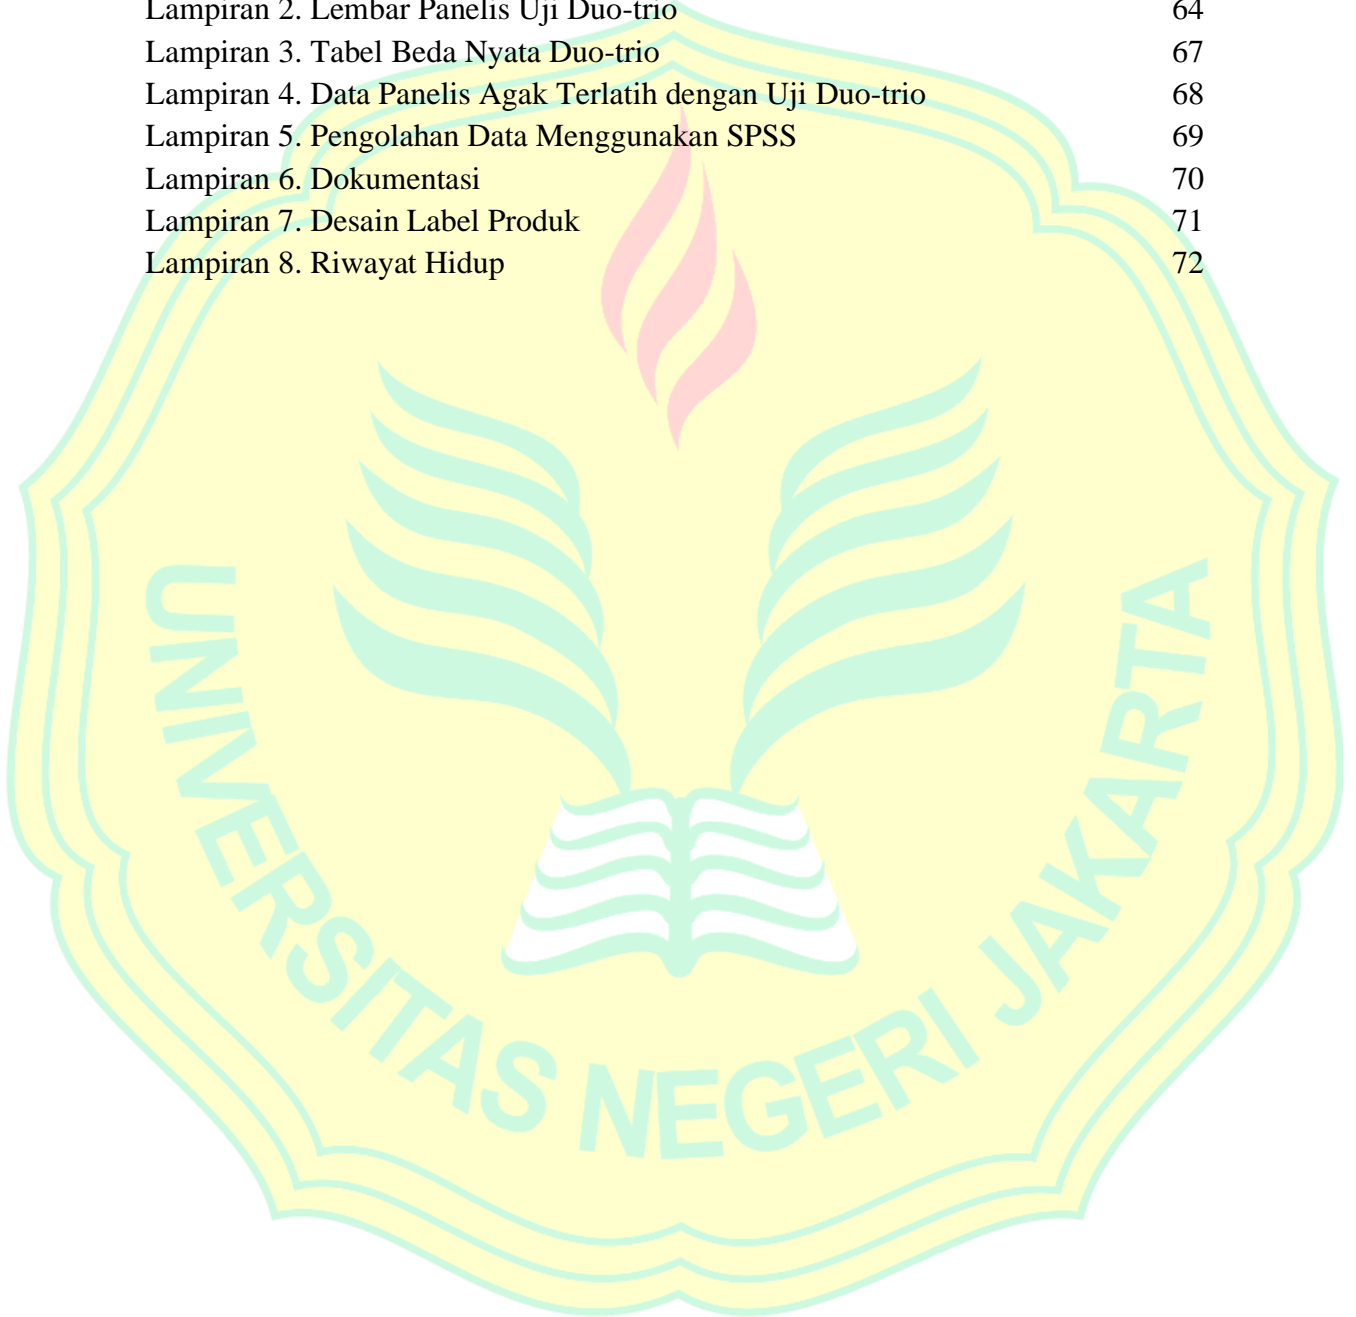 Lampiran 2. Lembar Panelis Uji Duo-trio 64
Lampiran 3. Tabel Beda Nyata Duo-trio 67
Lampiran 4. Data Panelis Agak Terlatih dengan Uji Duo-trio 68
Lampiran 5. Pengolahan Data Menggunakan SPSS 69
Lampiran 6. Dokumentasi 70
Lampiran 7. Desain Label Produk 71
Lampiran 8. Riwayat Hidup 72
UNIVERSITAS NEGERI JAKARTA